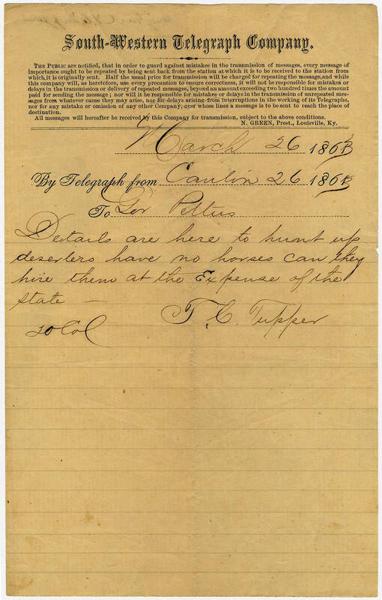 South-Western Telegraph Company.
THE PUBLIC are notified, that in order to guard against mistakes in the transmission of messages, every message of
importance ought to be repeated by being sent back from the station at which it is to be received to the station from
which it is originally sent. Half the usual price for transmission will be charged for repeating the message, and while
this company will, as heretofore, use every precaution to ensure correctness, it will not be responsible for mistakes or
delays in the transmission or delivery of repeated messages, beyond an amount exceeding two hundred times the amount
paid for sending the message; nor will it be responsible for mistakes or delays in the transmission of unrepeated mes-
sages from whatever cause they may arise, nor for delays arising from interruptions in the working of its Telegraphs,
nor for any mistake or omission of any other company, over whose lines a message is to be sent to reach the place of
destination.
All messages will hereafter be received by this Company for transmission, subject to the above conditions.
N. GREEN, Prest., Louisville, Ky.
March 26 1863
By Telegraph from Canton 26 186
To Gov Pettus
Details are here to hunt up
deserters have no horses can they
hire them at the Expense of the
State —
T. C. Tupper
20 Col